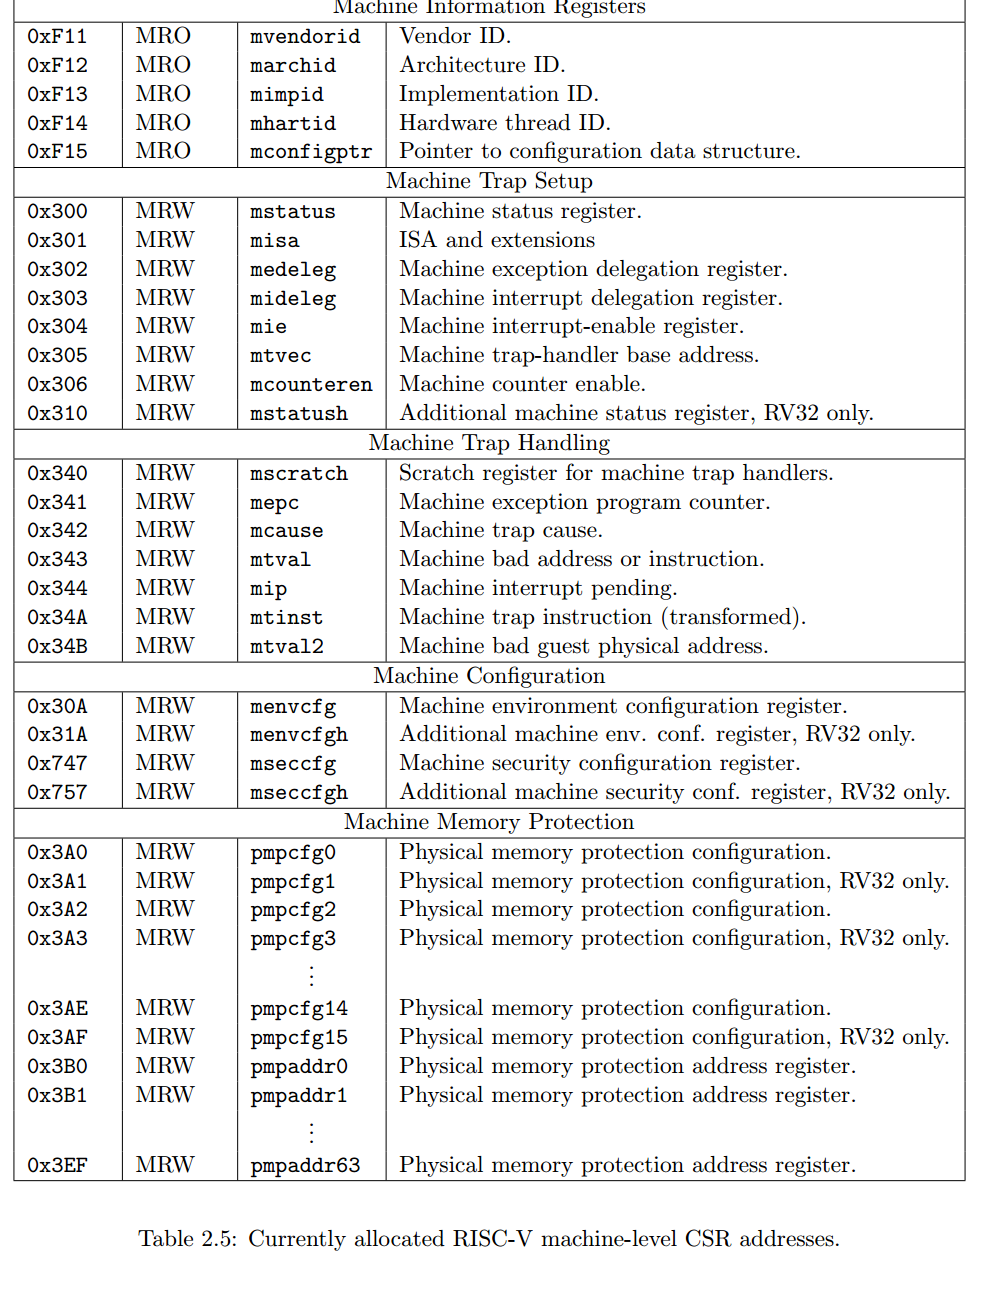 Machine Information Registers
0xF11 MRO mvendorid Vendor ID.
0xF12 MRO marchid Architecture ID.
0xF13 MRO mimpid Implementation ID.
0xF14 MRO mhartid Hardware thread ID.
0xF15 MRO mconfigptr Pointer to configuration data structure.
Machine Trap Setup
0x300 MRW mstatus Machine status register.
0x301 MRW misa ISA and extensions
0x302 MRW medeleg Machine exception delegation register.
0x303 MRW mideleg Machine interrupt delegation register.
0x304 MRW mie Machine interrupt-enable register.
0x305 MRW mtvec Machine trap-handler base address.
0x306 MRW mcounteren Machine counter enable.
0x310 MRW mstatush Additional machine status register, RV32 only.
Machine Trap Handling
0x340 MRW mscratch Scratch register for machine trap handlers.
0x341 MRW mepc Machine exception program counter.
0x342 MRW mcause Machine trap cause.
0x343 MRW mtval Machine bad address or instruction.
0x344 MRW mip Machine interrupt pending.
0x34A MRW mtinst Machine trap instruction (transformed).
0x34B MRW mtval2 Machine bad guest physical address.
Machine Configuration
0x30A MRW menvcfg Machine environment configuration register.
0x31A MRW menvcfgh Additional machine env. conf. register, RV32 only.
0x747 MRW mseccfg Machine security configuration register.
0x757 MRW mseccfgh Additional machine security conf. register, RV32 only.
Machine Memory Protection
0x3A0 MRW pmpcfg0 Physical memory protection configuration.
0x3A1 MRW pmpcfg1 Physical memory protection configuration, RV32 only.
0x3A2 MRW pmpcfg2 Physical memory protection configuration.
0x3A3 MRW pmpcfg3 Physical memory protection configuration, RV32 only.
⋮
0x3AE MRW pmpcfg14 Physical memory protection configuration.
0x3AF MRW pmpcfg15 Physical memory protection configuration, RV32 only.
0x3B0 MRW pmpaddr0 Physical memory protection address register.
0x3B1 MRW pmpaddr1 Physical memory protection address register.
⋮
0x3EF MRW pmpaddr63 Physical memory protection address register.
Table 2.5: Currently allocated RISC-V machine-level CSR addresses.